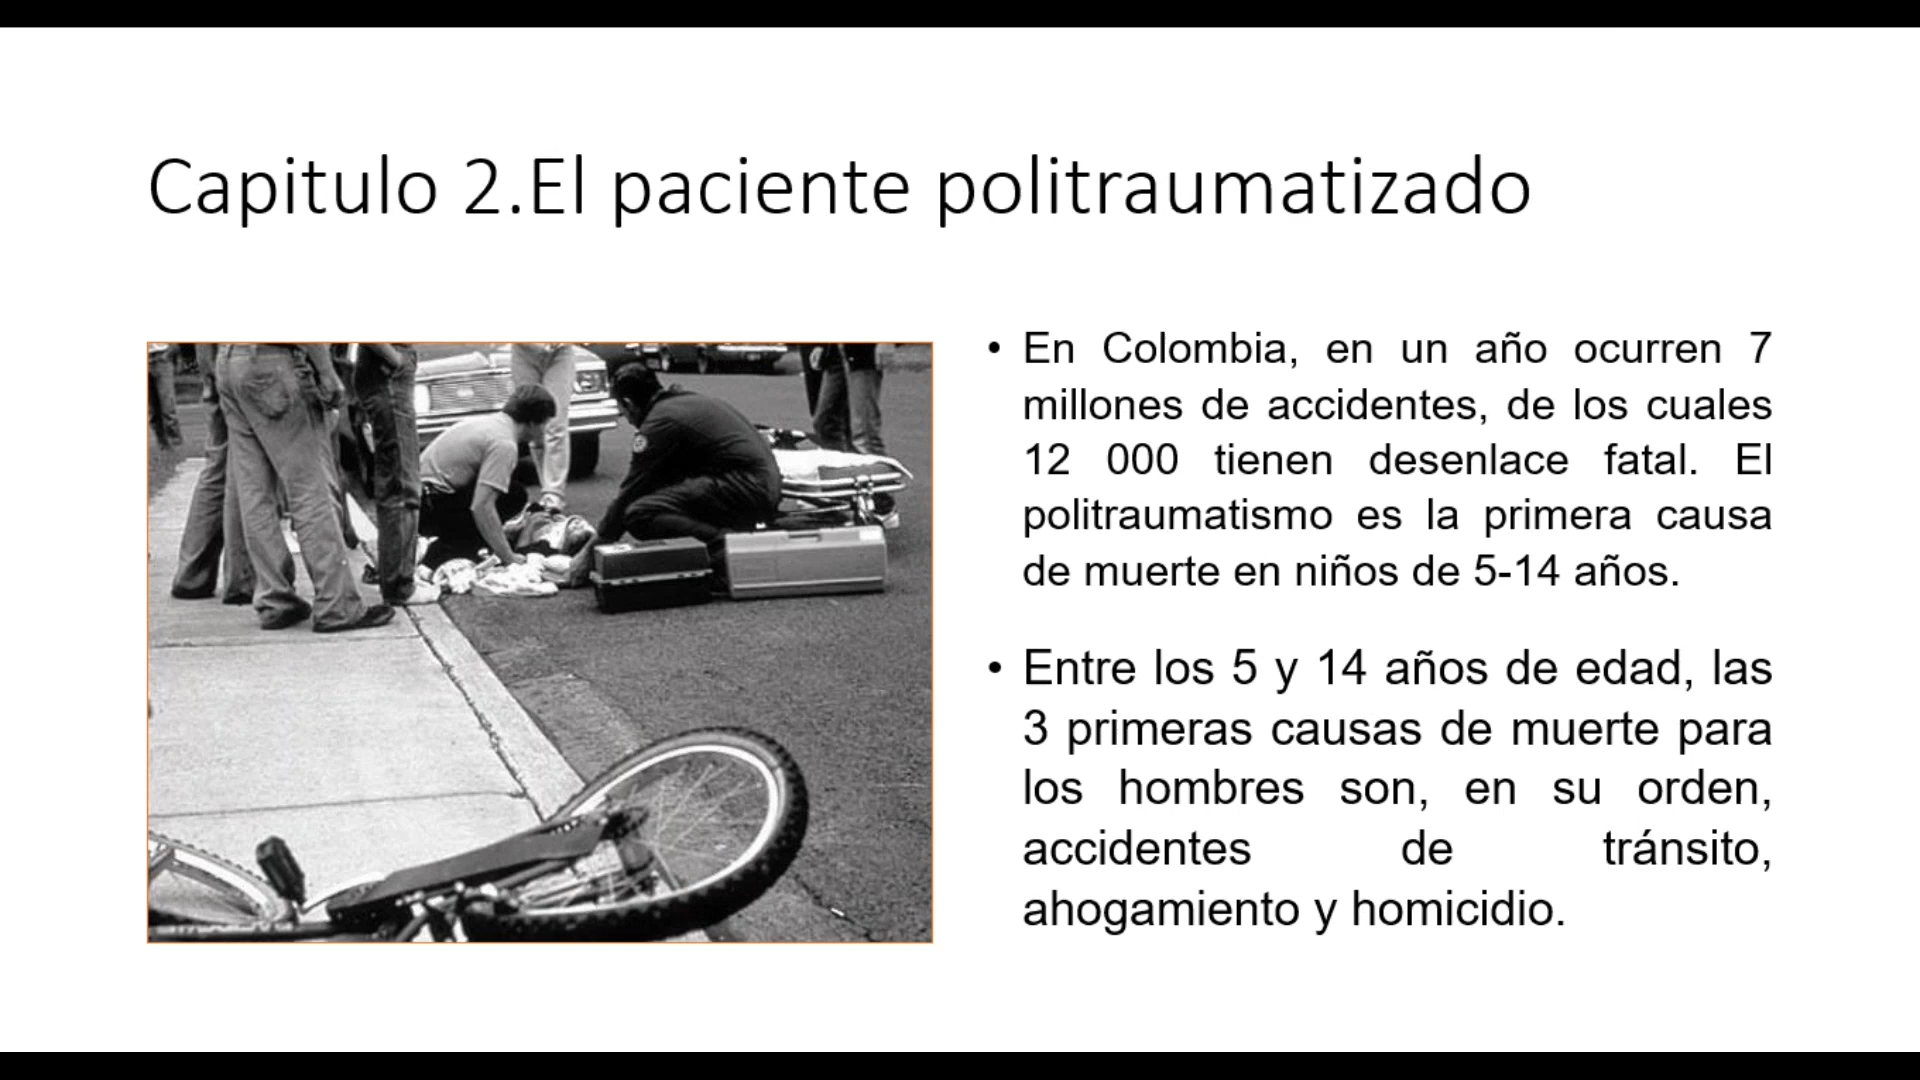 Capitulo 2.El paciente politraumatizado
• En Colombia, en un año ocurren 7
millones de accidentes, de los cuales
12 000 tienen desenlace fatal. El
politraumatismo es la primera causa
de muerte en niños de 5-14 años.
• Entre los 5 y 14 años de edad, las
3 primeras causas de muerte para
los hombres son, en su orden,
accidentes de tránsito,
ahogamiento y homicidio.